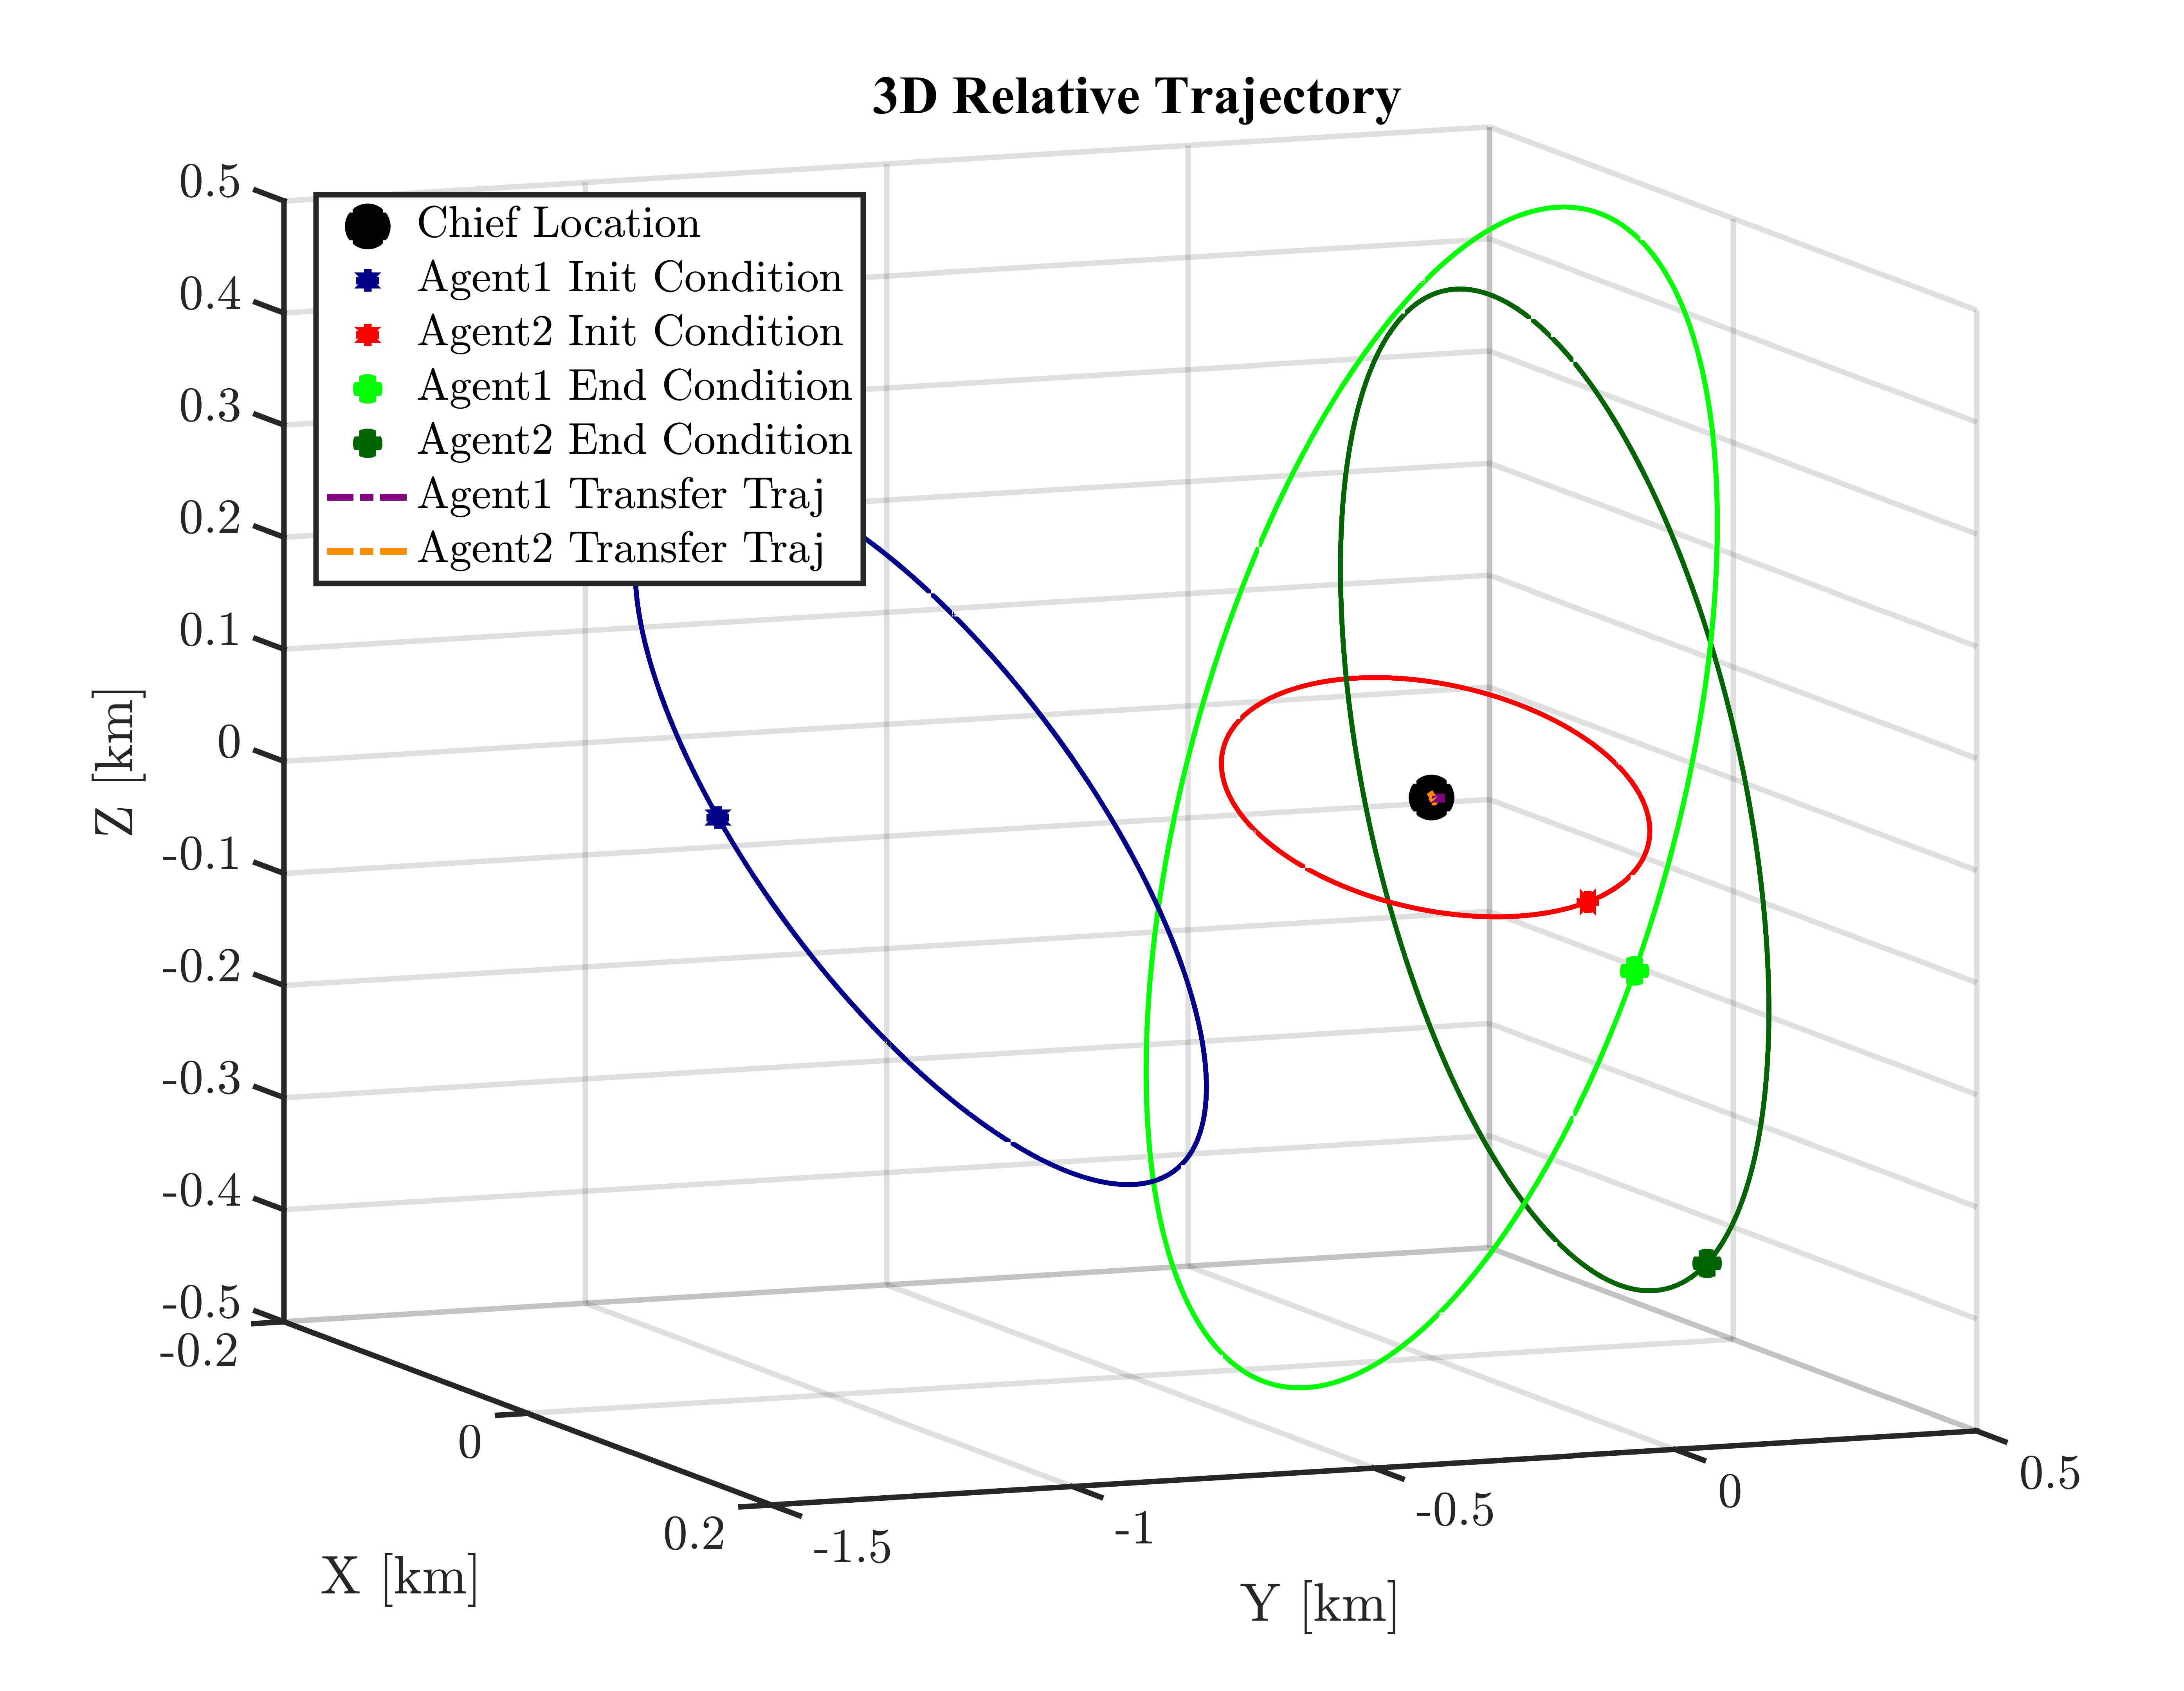 3D Relative Trajectory
Chief Location
Agent1 Init Condition
Agent2 Init Condition
Agent1 End Condition
Agent2 End Condition
Agent1 Transfer Traj
Agent2 Transfer Traj
0.5
0.4
0.3
0.2
0.1
0
-0.1
-0.2
-0.3
-0.4
-0.5
Z [km]
-0.2
0
0.2
X [km]
-1.5
-1
-0.5
0
0.5
Y [km]